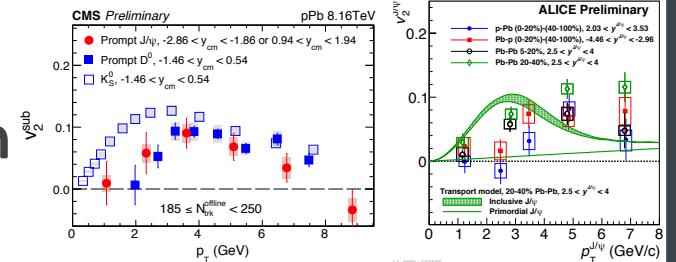 CMS Preliminary pPb 8.16TeV
Prompt J/ψ, -2.86 < y_cm < -1.86 or 0.94 < y_cm < 1.94
Prompt D⁰, -1.46 < y_cm < 0.54
K_S⁰, -1.46 < y_cm < 0.54
v₂^sub
0.2
0.1
0.0
185 ≤ N_trk^offline < 250
0 2 4 6 8
p_T (GeV)
ALICE Preliminary
p-Pb (0-20%)-(40-100%), 2.03 < y^J/ψ < 3.53
p-Pb (0-20%)-(40-100%), -4.46 < y^J/ψ < -2.96
Pb-Pb 5-20%, 2.5 < y^J/ψ < 4
Pb-Pb 20-40%, 2.5 < y^J/ψ < 4
v₂^J/ψ
0.2
0.1
0
Transport model, 20-40% Pb-Pb, 2.5 < y^J/ψ < 4
Inclusive J/ψ
Primordial J/ψ
0 1 2 3 4 5 6 7 8
p_T^J/ψ (GeV/c)